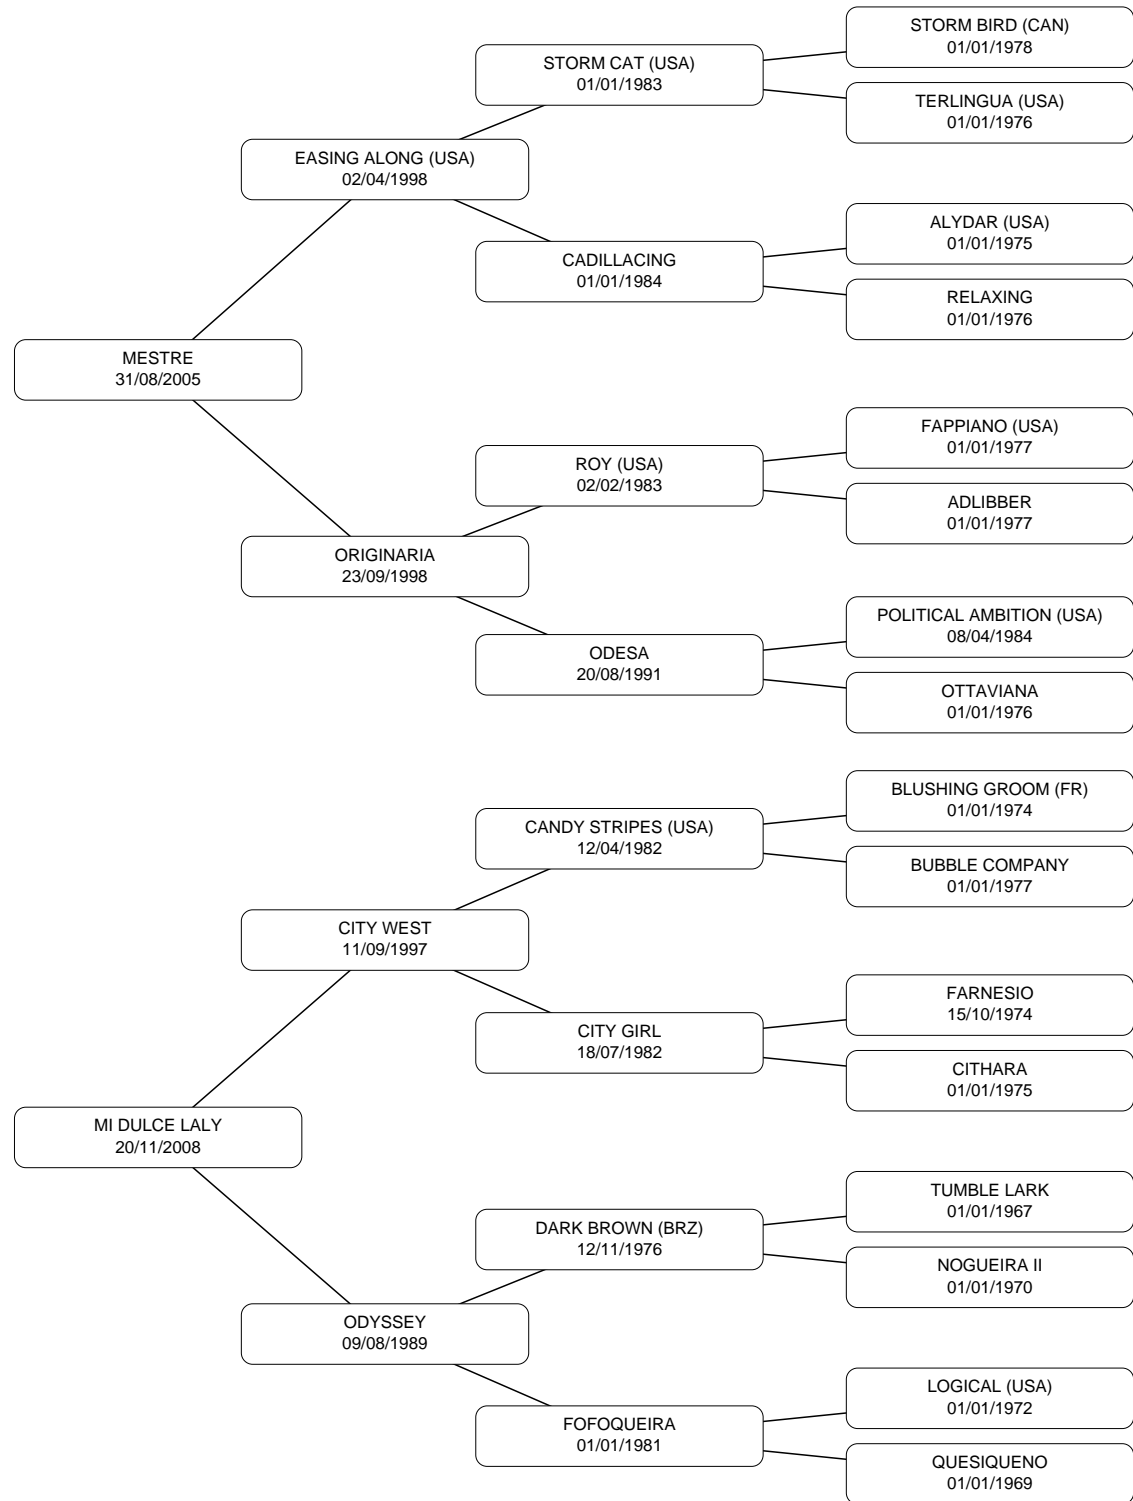 STORM BIRD (CAN)
01/01/1978
STORM CAT (USA)
01/01/1983
TERLINGUA (USA)
01/01/1976
EASING ALONG (USA)
02/04/1998
ALYDAR (USA)
01/01/1975
CADILLACING
01/01/1984
RELAXING
01/01/1976
MESTRE
31/08/2005
FAPPIANO (USA)
01/01/1977
ROY (USA)
02/02/1983
ADLIBBER
01/01/1977
ORIGINARIA
23/09/1998
POLITICAL AMBITION (USA)
08/04/1984
ODESA
20/08/1991
OTTAVIANA
01/01/1976
BLUSHING GROOM (FR)
01/01/1974
CANDY STRIPES (USA)
12/04/1982
BUBBLE COMPANY
01/01/1977
CITY WEST
11/09/1997
FARNESIO
15/10/1974
CITY GIRL
18/07/1982
CITHARA
01/01/1975
MI DULCE LALY
20/11/2008
TUMBLE LARK
01/01/1967
DARK BROWN (BRZ)
12/11/1976
NOGUEIRA II
01/01/1970
ODYSSEY
09/08/1989
LOGICAL (USA)
01/01/1972
FOFOQUEIRA
01/01/1981
QUESIQUENO
01/01/1969